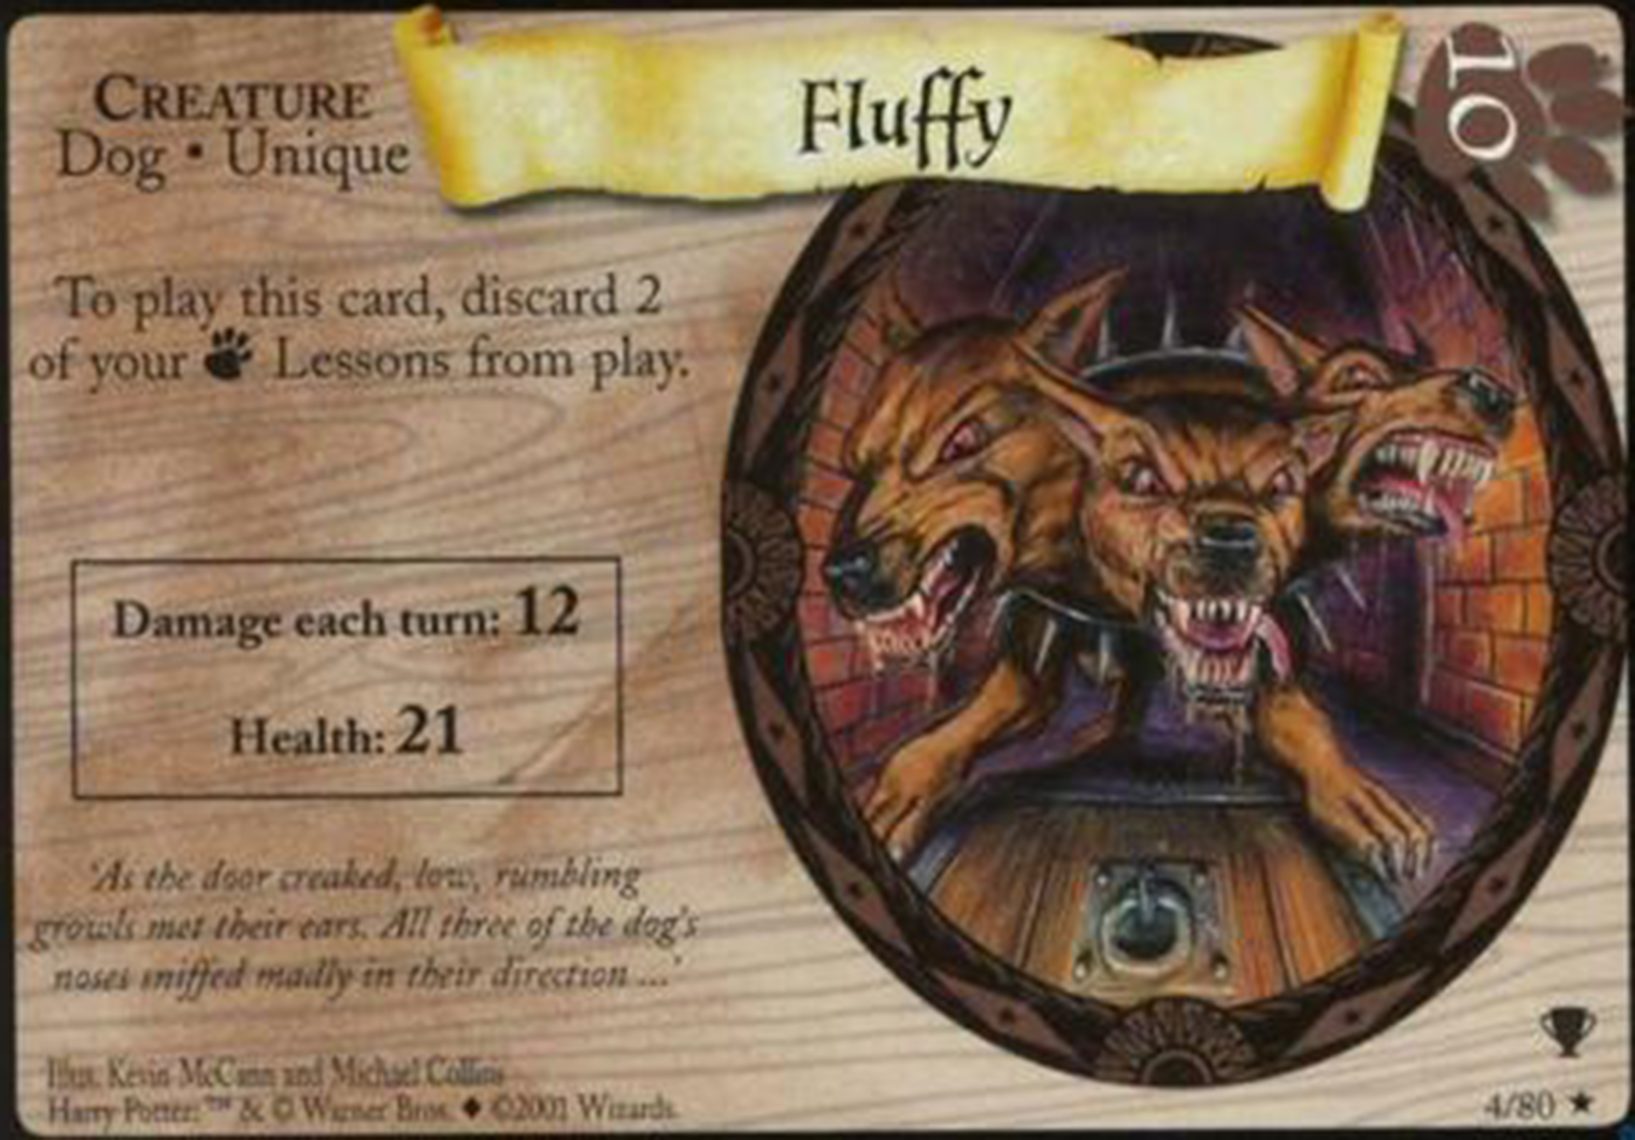 CREATURE
Dog • Unique
Fluffy
10
To play this card, discard 2
of your Lessons from play.
Damage each turn: 12
Health: 21
'As the door creaked, low, rumbling
growls met their ears. All three of the dog's
noses sniffed madly in their direction ...'
Illus. Kevin McCann and Michael Collins
Harry Potter: ™ & © Warner Bros. ♦ ©2001 Wizards.
4/80 ★